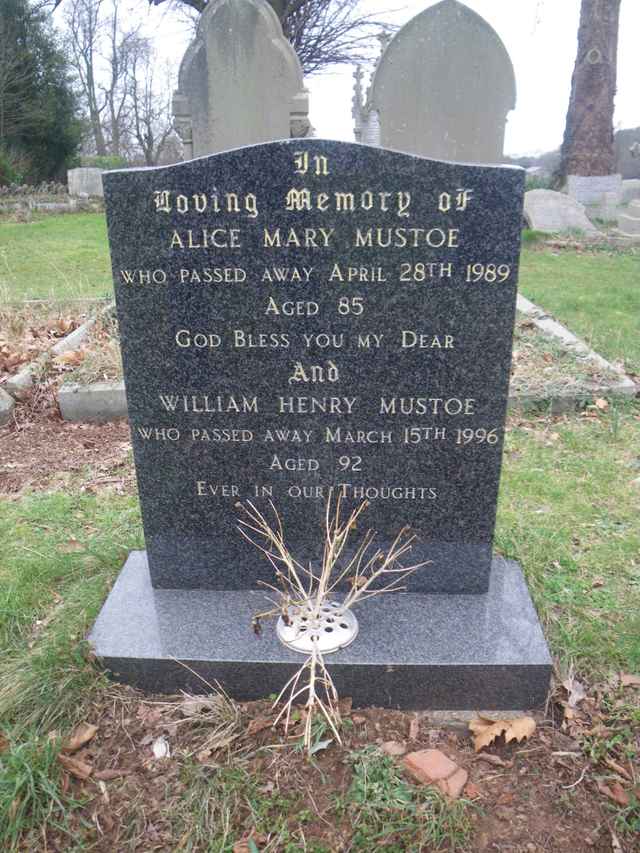 In
Loving Memory of
ALICE MARY MUSTOE
WHO PASSED AWAY APRIL 28TH 1989
AGED 85
GOD BLESS YOU MY DEAR
And
WILLIAM HENRY MUSTOE
WHO PASSED AWAY MARCH 15TH 1996
AGED 92
EVER IN OUR THOUGHTS